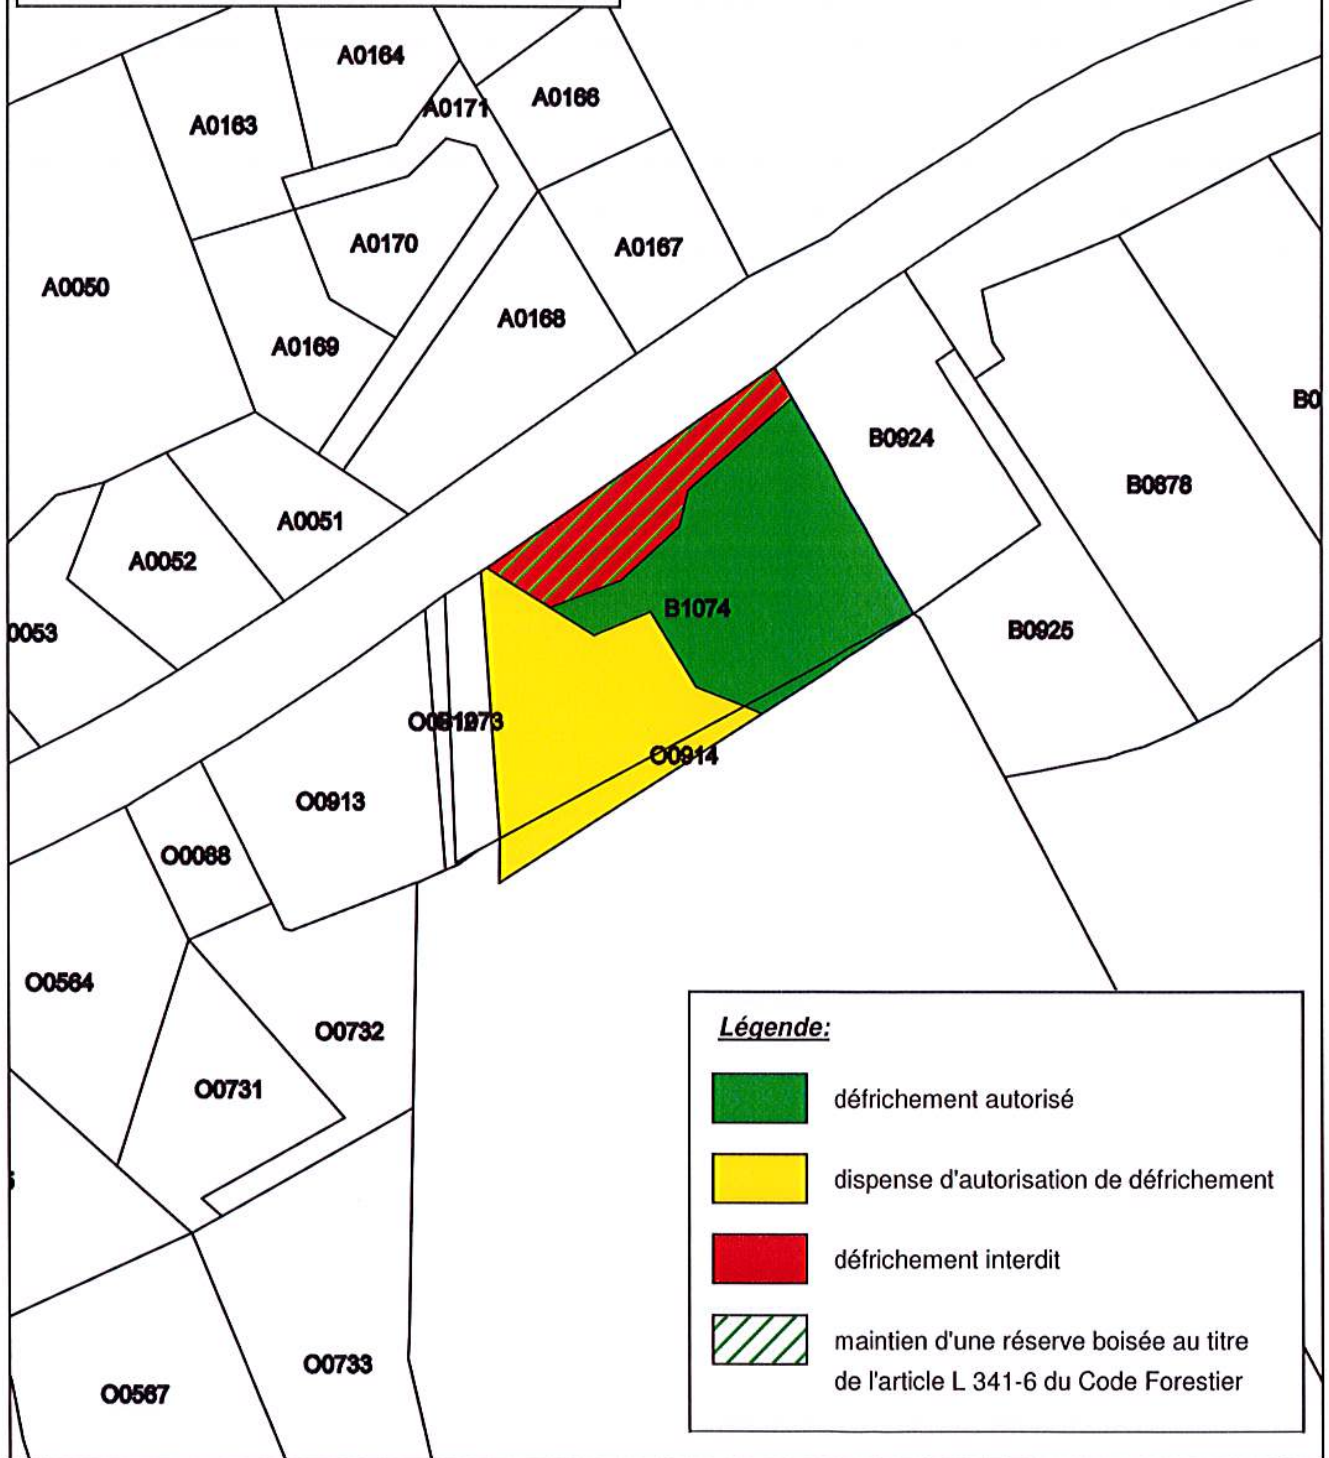 A0164
A0171
A0166
A0163
A0170
A0167
A0050
A0168
A0169
B0
B0924
B0878
A0051
A0052
B1074
0053
B0925
O0914
O0913
O0088
O0564
O0732
O0731
O0733
O0567
Légende:
défrichement autorisé
dispense d'autorisation de défrichement
défrichement interdit
maintien d'une réserve boisée au titre
de l'article L 341-6 du Code Forestier